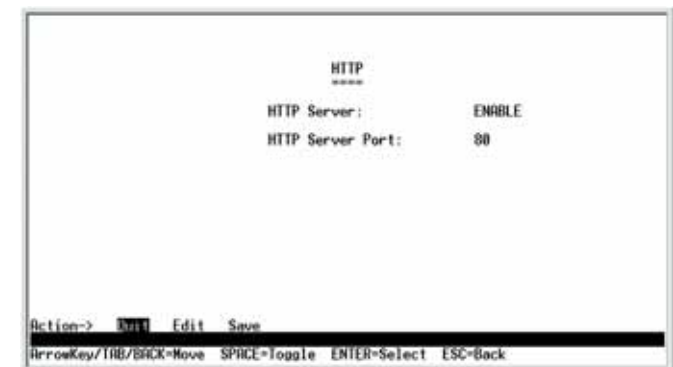 HTTP
====
HTTP Server: ENABLE
HTTP Server Port: 80
Action-> Quit Edit Save
ArrowKey/TAB/BACK=Move SPACE=Toggle ENTER=Select ESC=Back